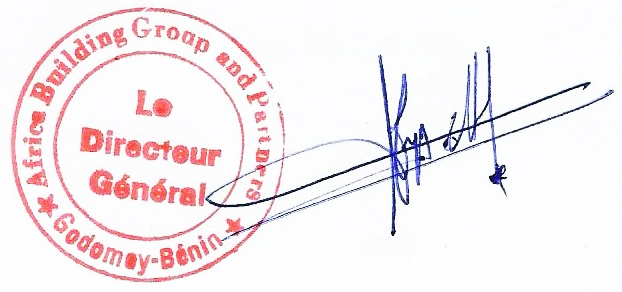 Africa Building Group and Partners
Le
Directeur
Général
★ Godomey-Bénin ★